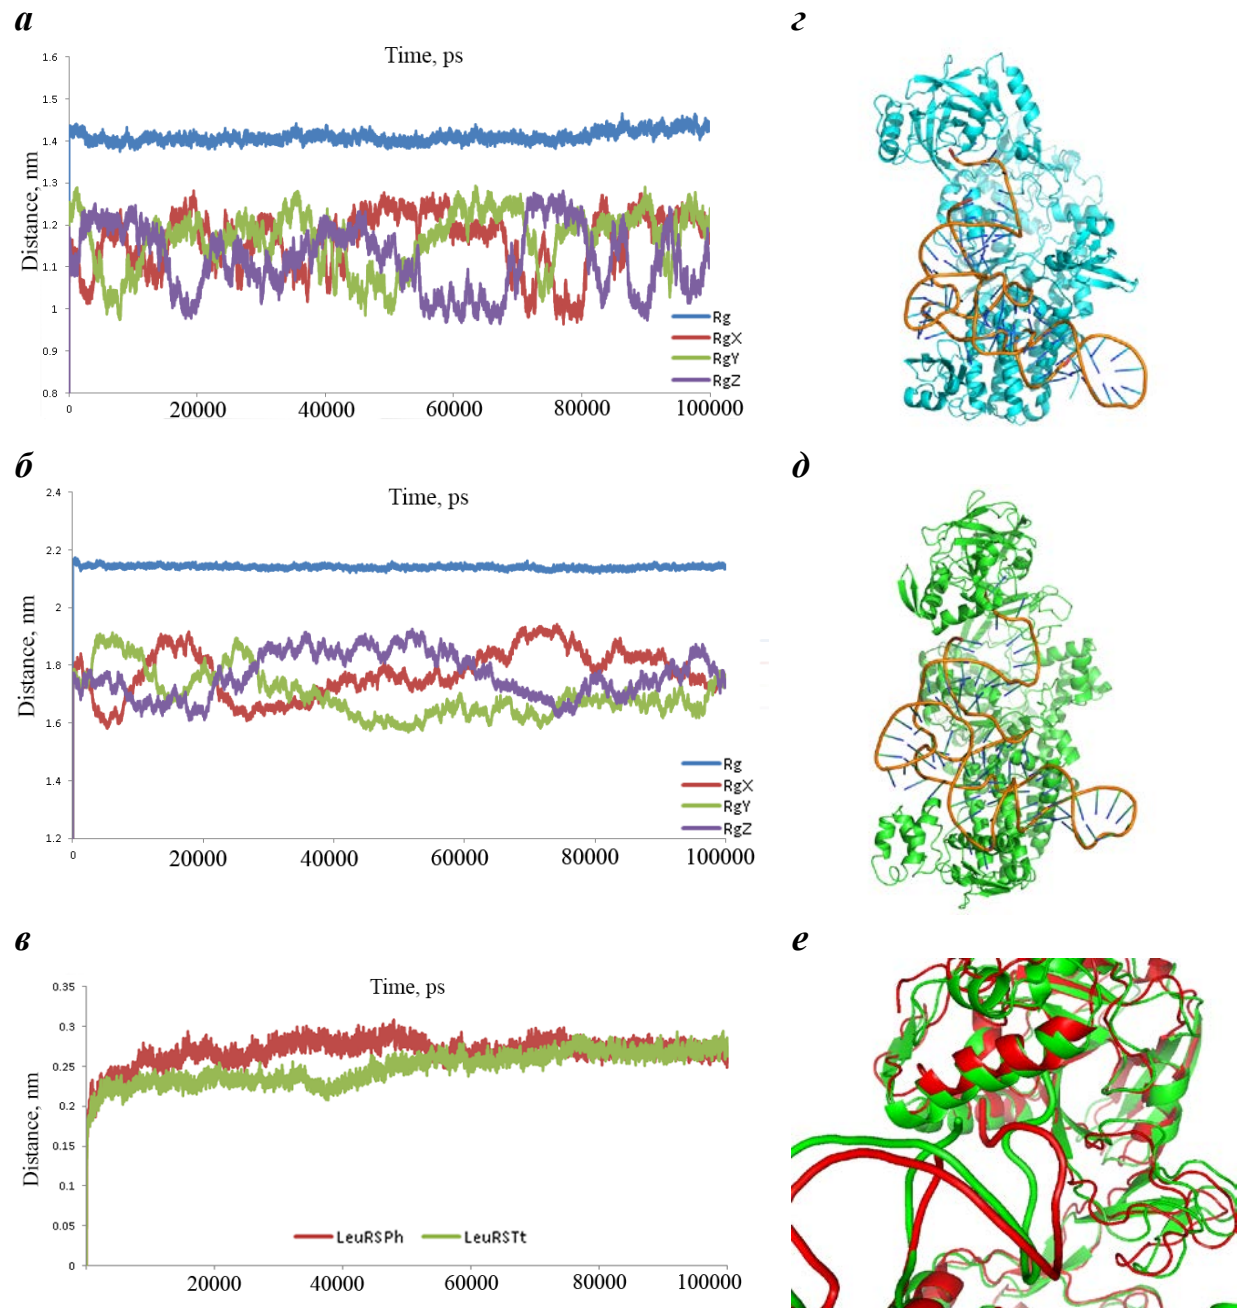 а
Time, ps
1.6
1.5
1.4
1.3
1.2
1.1
1
0.9
0.8
Distance, nm
Rg
RgX
RgY
RgZ
0 20000 40000 60000 80000 100000
г
б
Time, ps
2.4
2.2
2
1.8
1.6
1.4
1.2
Distance, nm
Rg
RgX
RgY
RgZ
0 20000 40000 60000 80000 100000
д
в
Time, ps
0.35
0.3
0.25
0.2
0.15
0.1
0.05
0
Distance, nm
LeuRSPh LeuRSTt
20000 40000 60000 80000 100000
е